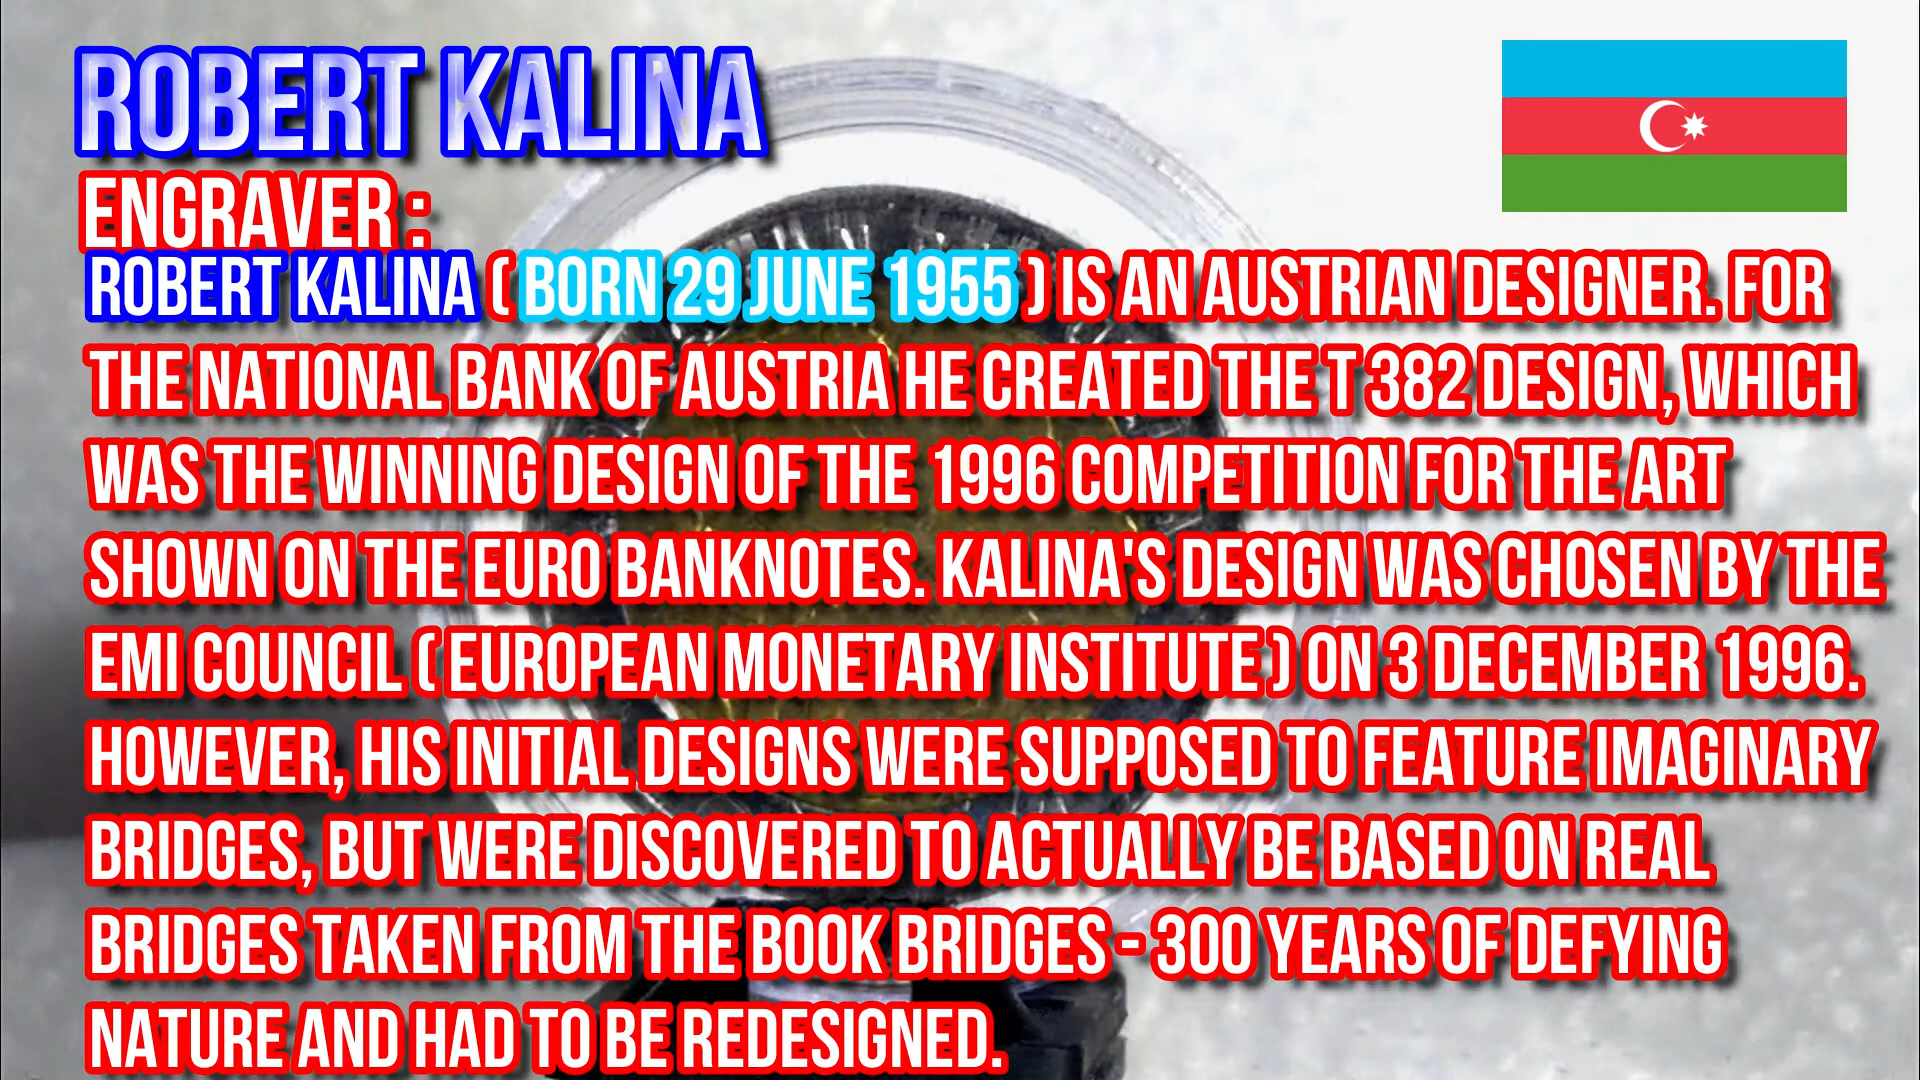 ROBERT KALINA
ENGRAVER :
ROBERT KALINA ( BORN 29 JUNE 1955 ) IS AN AUSTRIAN DESIGNER. FOR
THE NATIONAL BANK OF AUSTRIA HE CREATED THE T 382 DESIGN, WHICH
WAS THE WINNING DESIGN OF THE 1996 COMPETITION FOR THE ART
SHOWN ON THE EURO BANKNOTES. KALINA'S DESIGN WAS CHOSEN BY THE
EMI COUNCIL ( EUROPEAN MONETARY INSTITUTE ) ON 3 DECEMBER 1996.
HOWEVER, HIS INITIAL DESIGNS WERE SUPPOSED TO FEATURE IMAGINARY
BRIDGES, BUT WERE DISCOVERED TO ACTUALLY BE BASED ON REAL
BRIDGES TAKEN FROM THE BOOK BRIDGES - 300 YEARS OF DEFYING
NATURE AND HAD TO BE REDESIGNED.